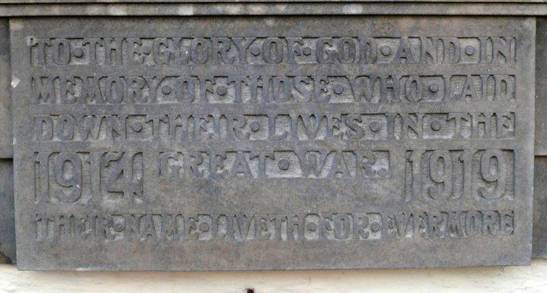 TO THE GLORY OF GOD AND IN
MEMORY OF THOSE WHO LAID
DOWN THEIR LIVES IN THE
1914 GREAT WAR 1919
THEIR NAME LIVETH FOR EVERMORE